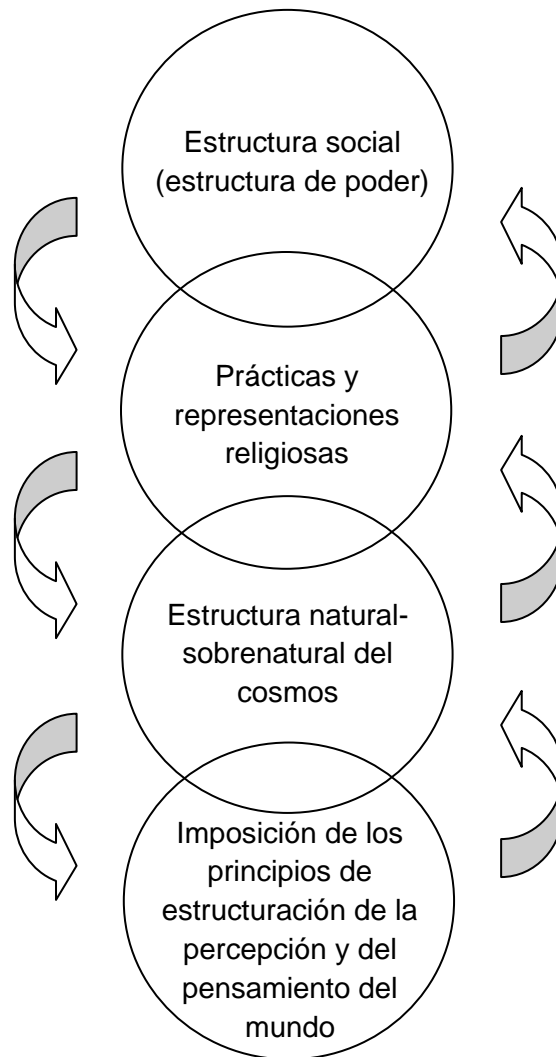 Estructura social
(estructura de poder)
Prácticas y
representaciones
religiosas
Estructura natural-
sobrenatural del
cosmos
Imposición de los
principios de
estructuración de la
percepción y del
pensamiento del
mundo